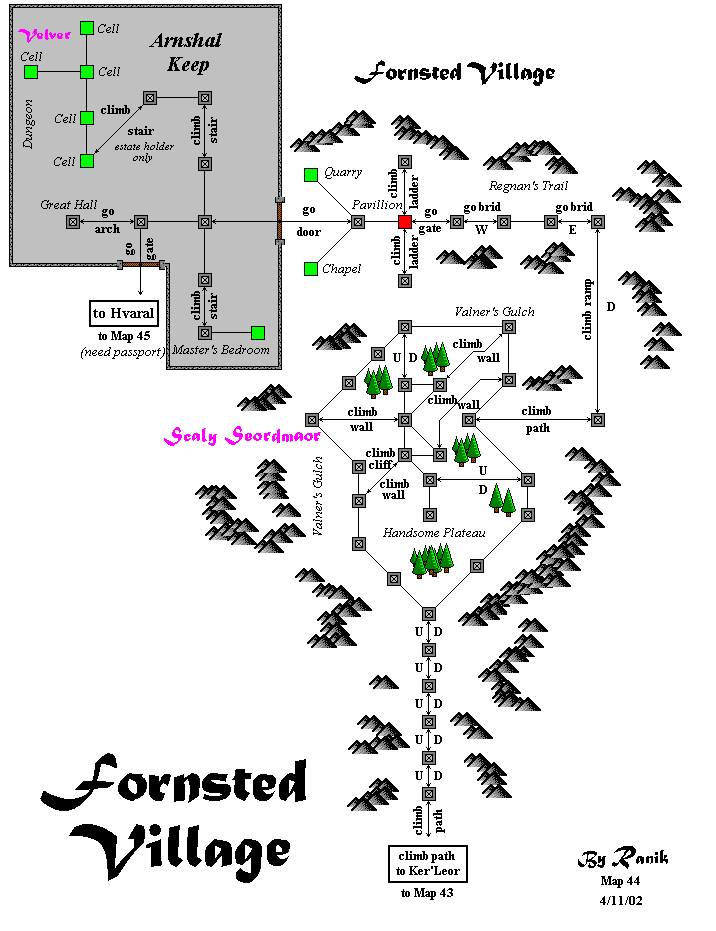 Velver
Cell
Arnshal
Keep
Cell
Cell
Dungeon
Cell
Cell
climb
stair
estate holder
only
climb
stair
Great Hall
go
arch
go
gate
climb
stair
Master's Bedroom
to Hvaral
to Map 45
(need passport)
Fornsted Village
Quarry
Pavillion
go
door
Chapel
climb
ladder
climb
ladder
go
gate
Regnan's Trail
go brid
W
go brid
E
climb ramp
D
Valner's Gulch
U D
climb
wall
climb
wall
climb
wall
climb
path
Scaly Seordmaor
climb
cliff
climb
wall
U
D
Valner's Gulch
Handsome Plateau
U D
U D
U D
U D
U D
climb
path
climb path
to Ker'Leor
to Map 43
Fornsted
Village
By Ranik
Map 44
4/11/02